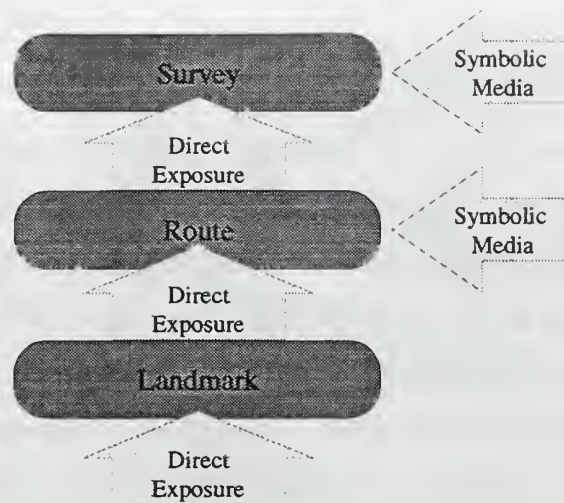 Survey
Symbolic
Media
Direct
Exposure
Route
Symbolic
Media
Direct
Exposure
Landmark
Direct
Exposure